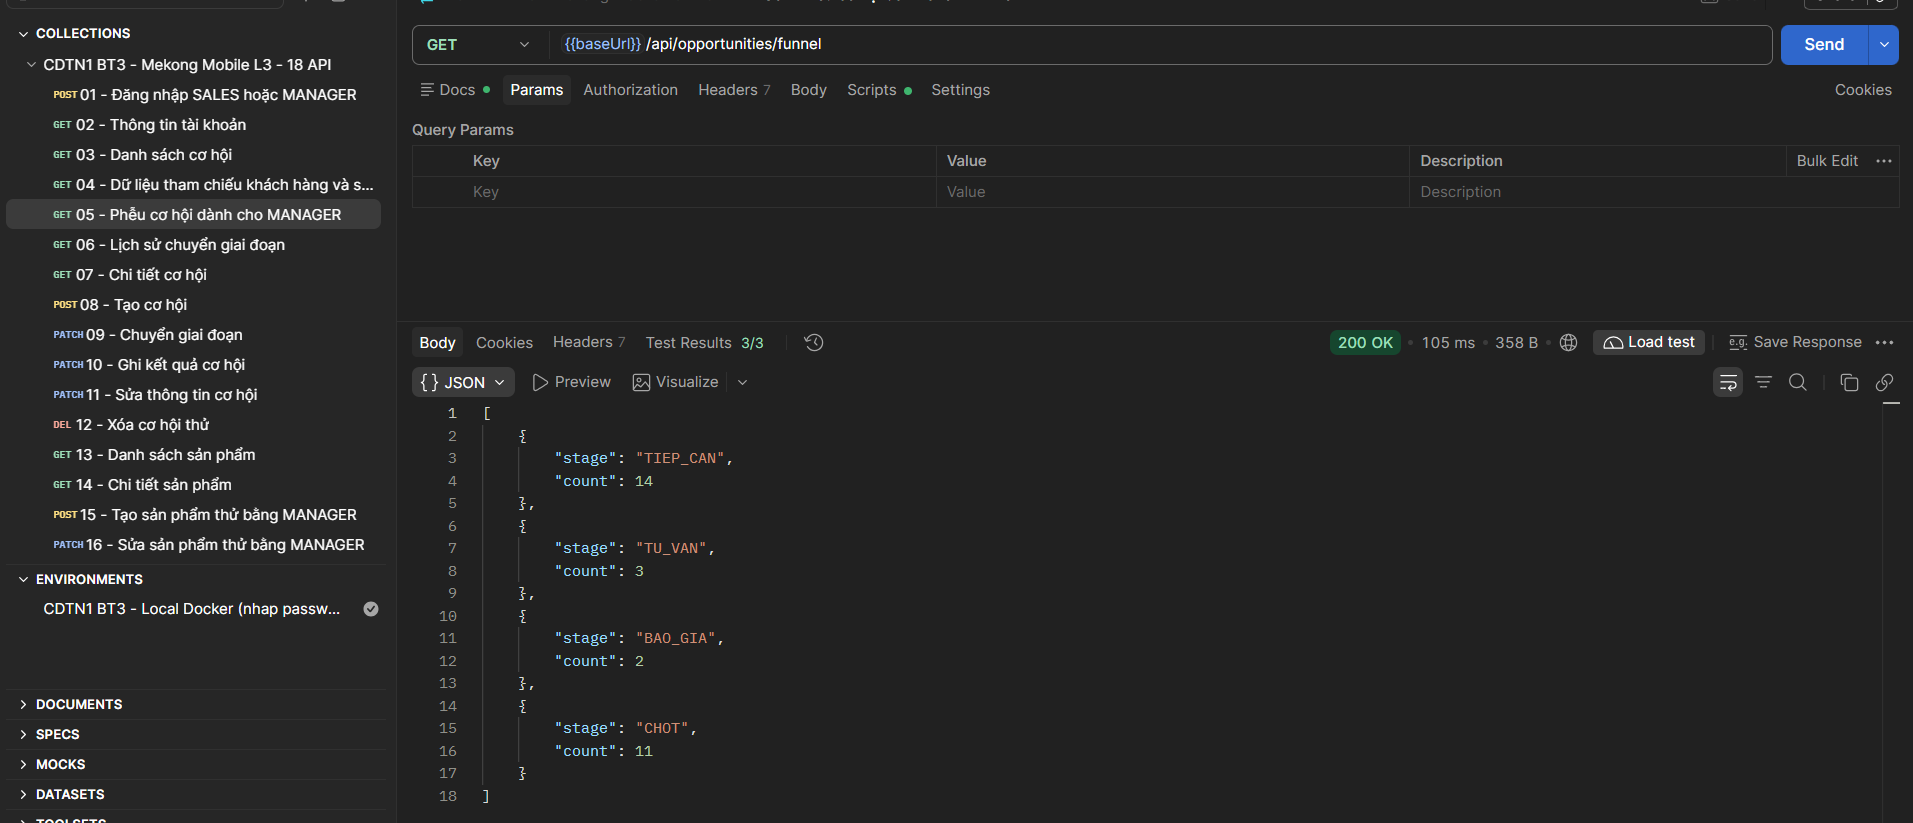 COLLECTIONS
CDTN1 BT3 - Mekong Mobile L3 - 18 API
POST 01 - Đăng nhập SALES hoặc MANAGER
GET 02 - Thông tin tài khoản
GET 03 - Danh sách cơ hội
GET 04 - Dữ liệu tham chiếu khách hàng và s...
GET 05 - Phễu cơ hội dành cho MANAGER
GET 06 - Lịch sử chuyển giai đoạn
GET 07 - Chi tiết cơ hội
POST 08 - Tạo cơ hội
PATCH 09 - Chuyển giai đoạn
PATCH 10 - Ghi kết quả cơ hội
PATCH 11 - Sửa thông tin cơ hội
DEL 12 - Xóa cơ hội thử
GET 13 - Danh sách sản phẩm
GET 14 - Chi tiết sản phẩm
POST 15 - Tạo sản phẩm thử bằng MANAGER
PATCH 16 - Sửa sản phẩm thử bằng MANAGER
ENVIRONMENTS
CDTN1 BT3 - Local Docker (nhap passw...
DOCUMENTS
SPECS
MOCKS
DATASETS
TOOLSETS
GET {{baseUrl}} /api/opportunities/funnel Send
Docs Params Authorization Headers 7 Body Scripts Settings Cookies
Query Params
Key Value Description Bulk Edit
Key Value Description
Body Cookies Headers 7 Test Results 3/3 200 OK 105 ms 358 B Load test e.g. Save Response
{} JSON Preview Visualize
1 [
2 {
3 "stage": "TIEP_CAN",
4 "count": 14
5 },
6 {
7 "stage": "TU_VAN",
8 "count": 3
9 },
10 {
11 "stage": "BAO_GIA",
12 "count": 2
13 },
14 {
15 "stage": "CHOT",
16 "count": 11
17 }
18 ]